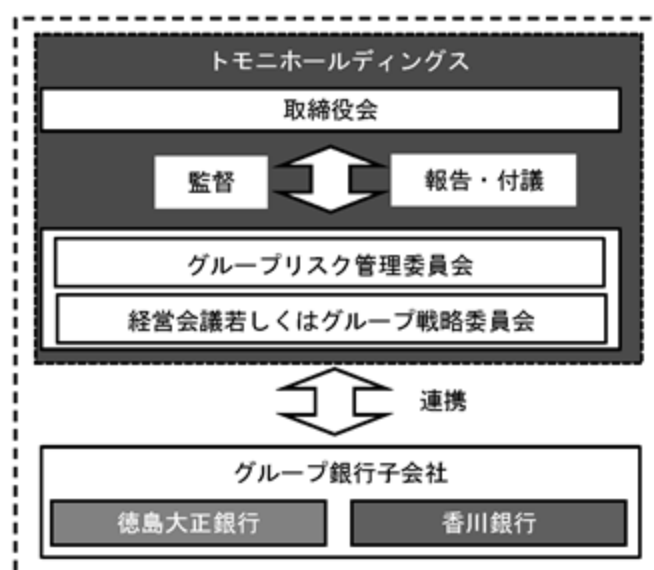 トモニホールディングス
取締役会
監督
報告・付議
グループリスク管理委員会
経営会議若しくはグループ戦略委員会
連携
グループ銀行子会社
徳島大正銀行
香川銀行